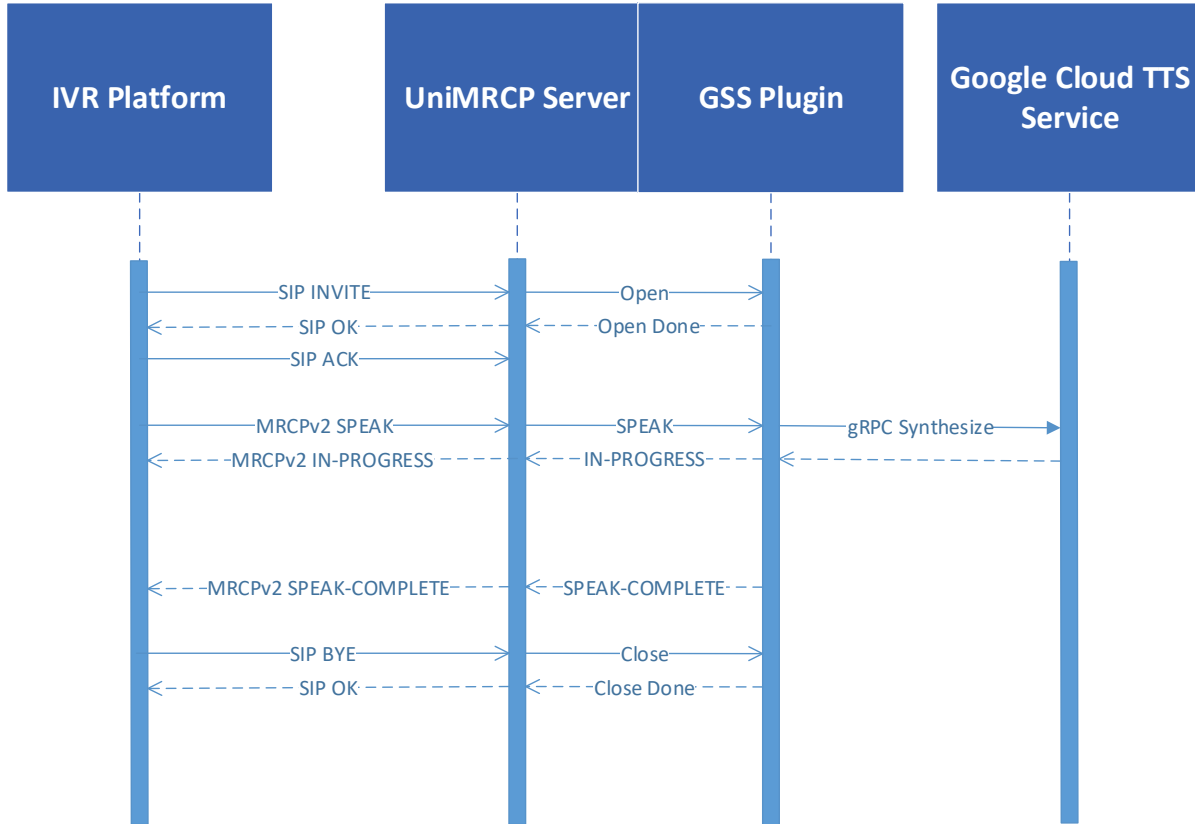 IVR Platform
UniMRCP Server
GSS Plugin
Google Cloud TTS
Service
SIP INVITE
Open
SIP OK
Open Done
SIP ACK
MRCPv2 SPEAK
SPEAK
gRPC Synthesize
MRCPv2 IN-PROGRESS
IN-PROGRESS
MRCPv2 SPEAK-COMPLETE
SPEAK-COMPLETE
SIP BYE
Close
SIP OK
Close Done